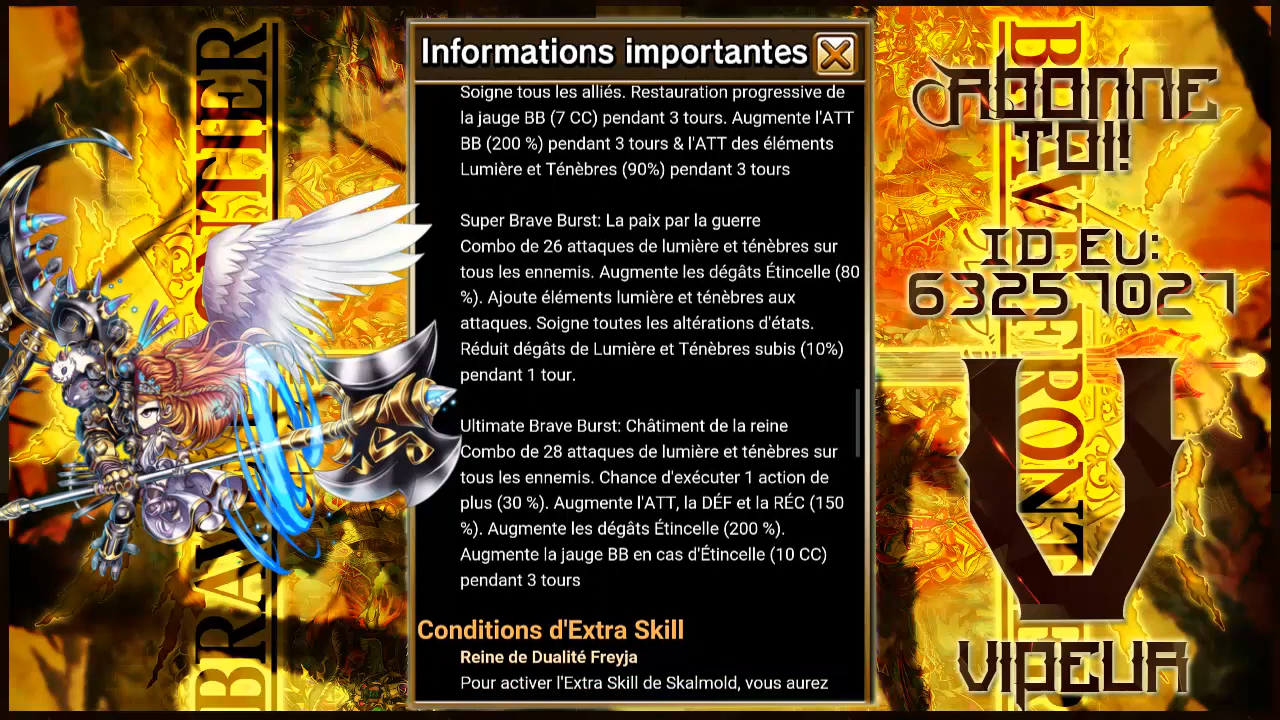 BRAVE FRONTIER
Informations importantes
Soigne tous les alliés. Restauration progressive de
la jauge BB (7 CC) pendant 3 tours. Augmente l'ATT
BB (200 %) pendant 3 tours & l'ATT des éléments
Lumière et Ténèbres (90%) pendant 3 tours
Super Brave Burst: La paix par la guerre
Combo de 26 attaques de lumière et ténèbres sur
tous les ennemis. Augmente les dégâts Étincelle (80
%). Ajoute éléments lumière et ténèbres aux
attaques. Soigne toutes les altérations d'états.
Réduit dégâts de Lumière et Ténèbres subis (10%)
pendant 1 tour.
Ultimate Brave Burst: Châtiment de la reine
Combo de 28 attaques de lumière et ténèbres sur
tous les ennemis. Chance d'exécuter 1 action de
plus (30 %). Augmente l'ATT, la DÉF et la RÉC (150
%). Augmente les dégâts Étincelle (200 %).
Augmente la jauge BB en cas d'Étincelle (10 CC)
pendant 3 tours
Conditions d'Extra Skill
Reine de Dualité Freyja
Pour activer l'Extra Skill de Skalmold, vous aurez
BRAVE FRONTIER
ABONNE
TOI!
ID EU:
63257027
V
VIPEUR